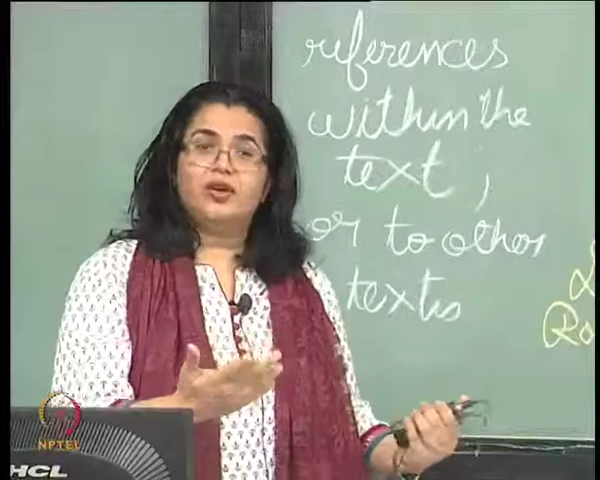 references
within the
text,
or to other
texts
NPTEL
HCL